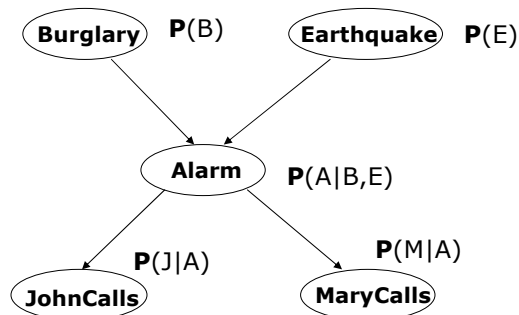 Burglary P(B)
Earthquake P(E)
Alarm
P(A|B,E)
P(J|A)
P(M|A)
JohnCalls
MaryCalls